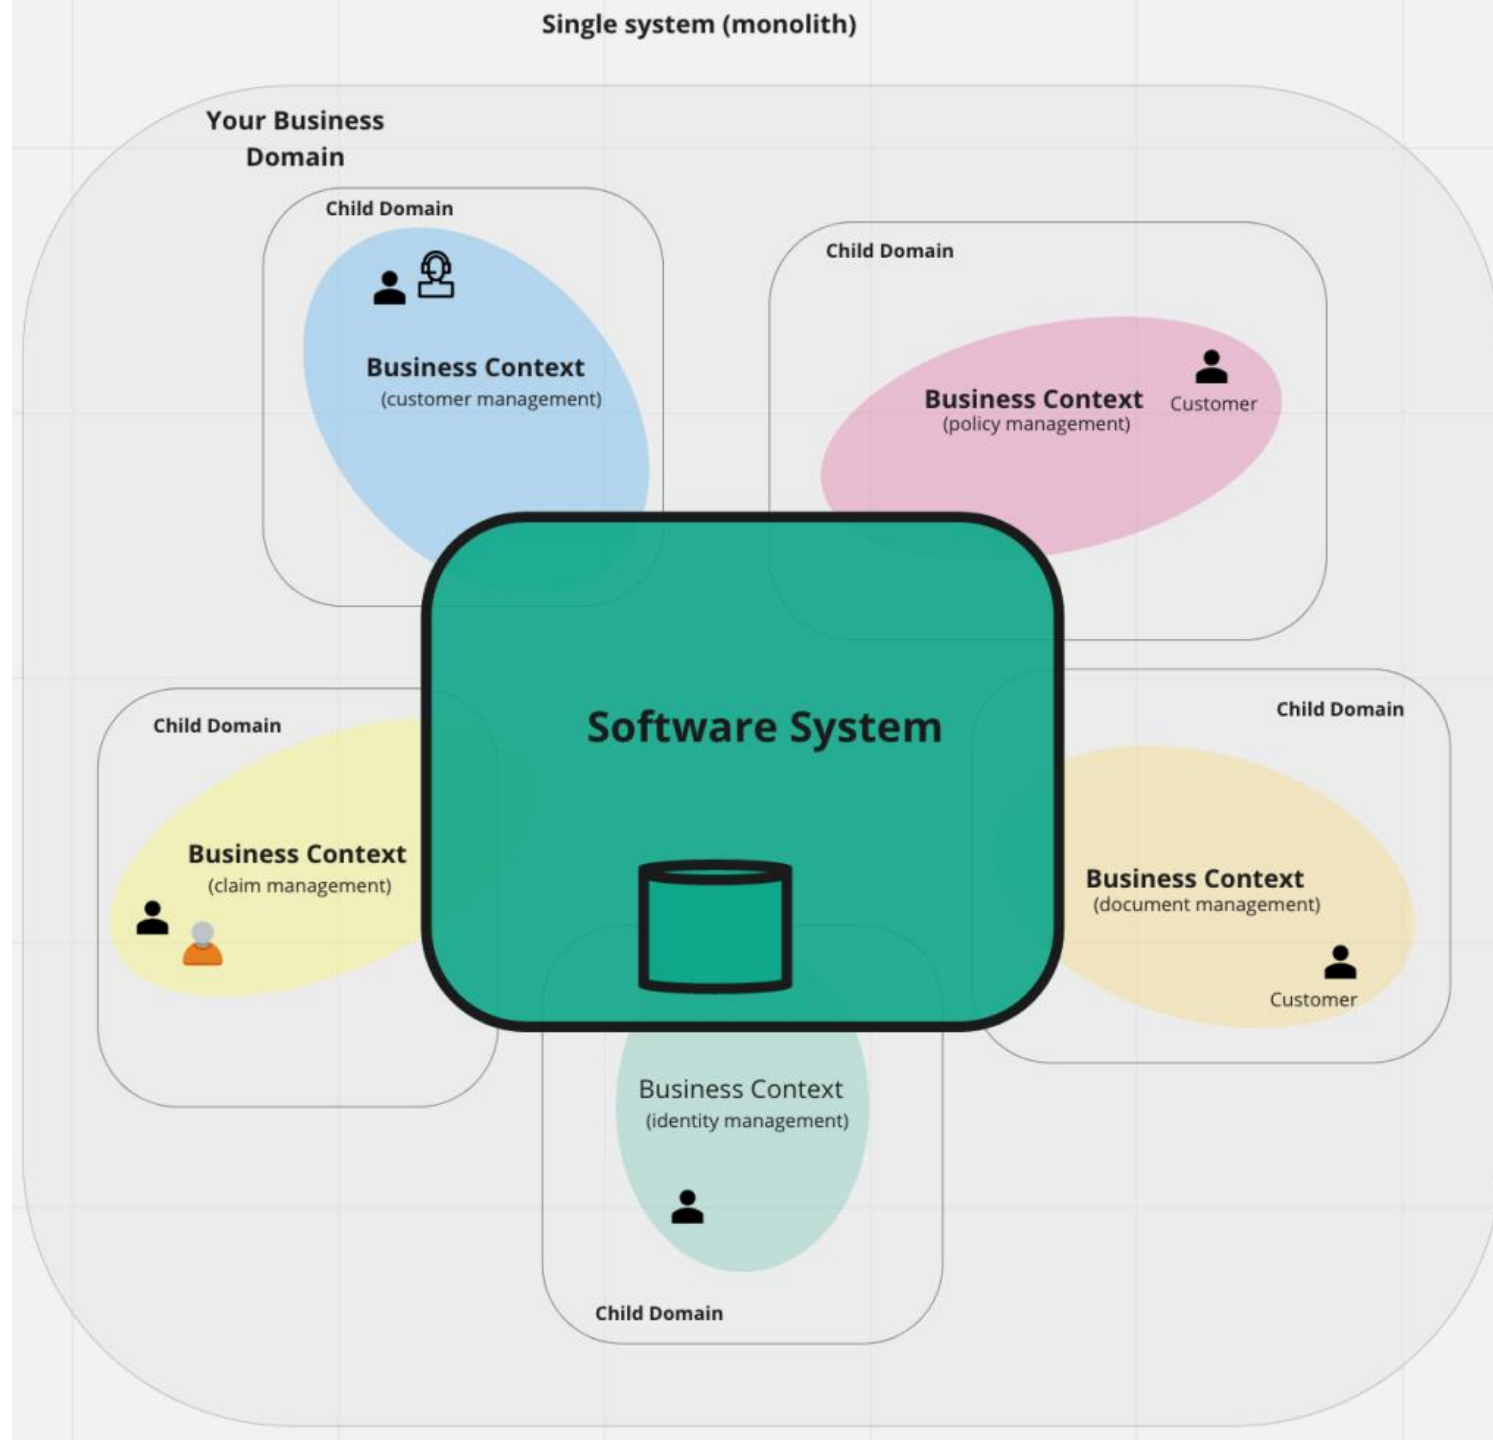 Single system (monolith)
Your Business
Domain
Child Domain
Business Context
(customer management)
Child Domain
Business Context
(policy management)
Customer
Software System
Child Domain
Business Context
(claim management)
Child Domain
Business Context
(document management)
Customer
Business Context
(identity management)
Child Domain